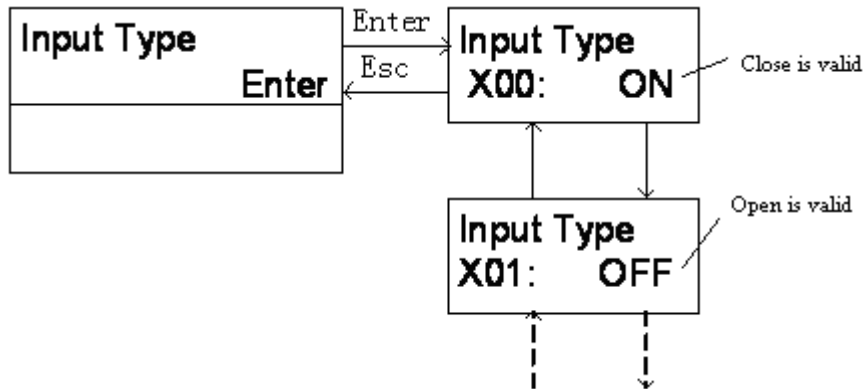 Input Type
Enter
Enter
Esc
Input Type
X00: ON
Close is valid
Input Type
X01: OFF
Open is valid